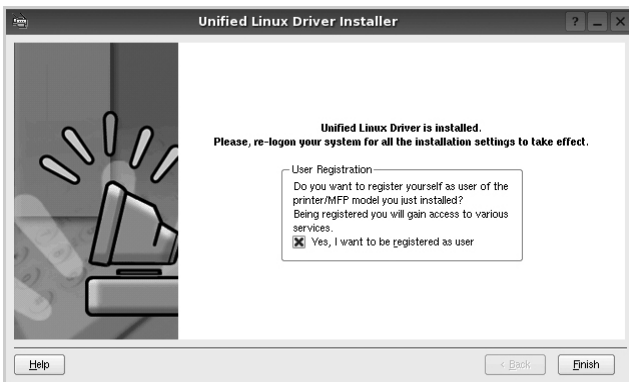 Unified Linux Driver Installer
Unified Linux Driver is installed.
Please, re-logon your system for all the installation settings to take effect.
User Registration
Do you want to register yourself as user of the
printer/MFP model you just installed?
Being registered you will gain access to various
services.
Yes, I want to be registered as user
Help
< Back
Finish